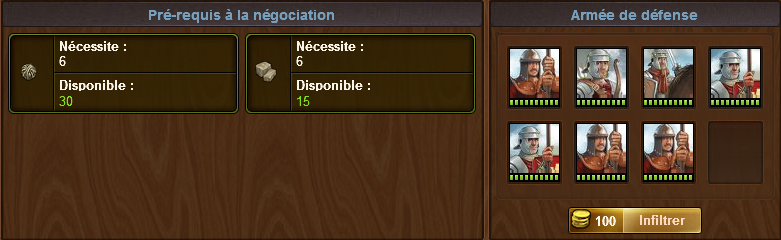 Pré-requis à la négociation
Nécessite :
6
Disponible :
30
Nécessite :
6
Disponible :
15
Armée de défense
100 Infiltrer